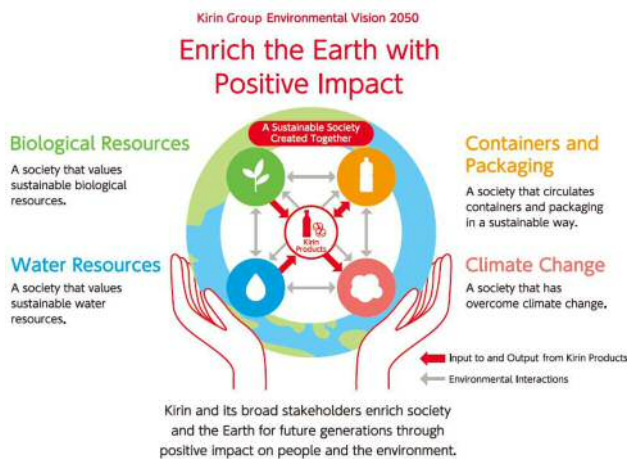 Kirin Group Environmental Vision 2050
Enrich the Earth with
Positive Impact
A Sustainable Society
Created Together
Biological Resources
A society that values
sustainable biological
resources.
Containers and
Packaging
A society that circulates
containers and packaging
in a sustainable way.
Kirin
Products
Water Resources
A society that values
sustainable water
resources.
Climate Change
A society that has
overcome climate change.
Input to and Output from Kirin Products
Environmental Interactions
Kirin and its broad stakeholders enrich society
and the Earth for future generations through
positive impact on people and the environment.